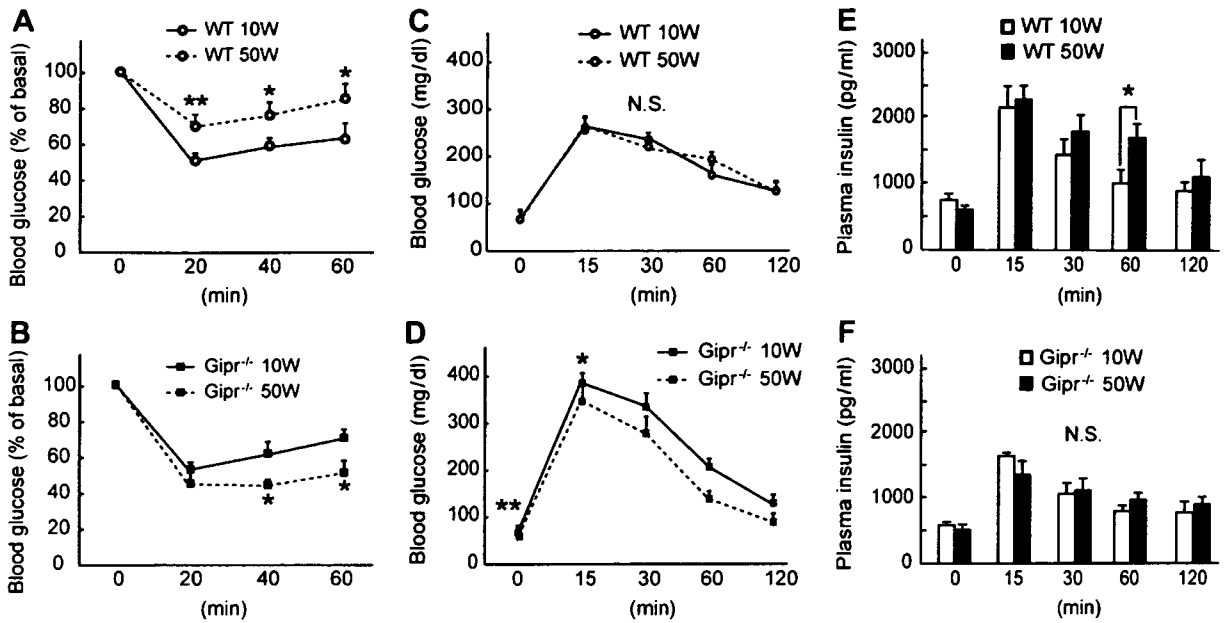 A
WT 10W
WT 50W
Blood glucose (% of basal)
100
80
60
40
20
0
** * *
0 20 40 60
(min)
C
WT 10W
WT 50W
Blood glucose (mg/dl)
400
300
200
100
0
N.S.
0 15 30 60 120
(min)
E
WT 10W
WT 50W
Plasma insulin (pg/ml)
3000
2000
1000
0
*
0 15 30 60 120
(min)
B
Gipr-/- 10W
Gipr-/- 50W
Blood glucose (% of basal)
100
80
60
40
20
0
* *
0 20 40 60
(min)
D
Gipr-/- 10W
Gipr-/- 50W
Blood glucose (mg/dl)
400
300
200
100
0
** *
0 15 30 60 120
(min)
F
Gipr-/- 10W
Gipr-/- 50W
Plasma insulin (pg/ml)
3000
2000
1000
0
N.S.
0 15 30 60 120
(min)